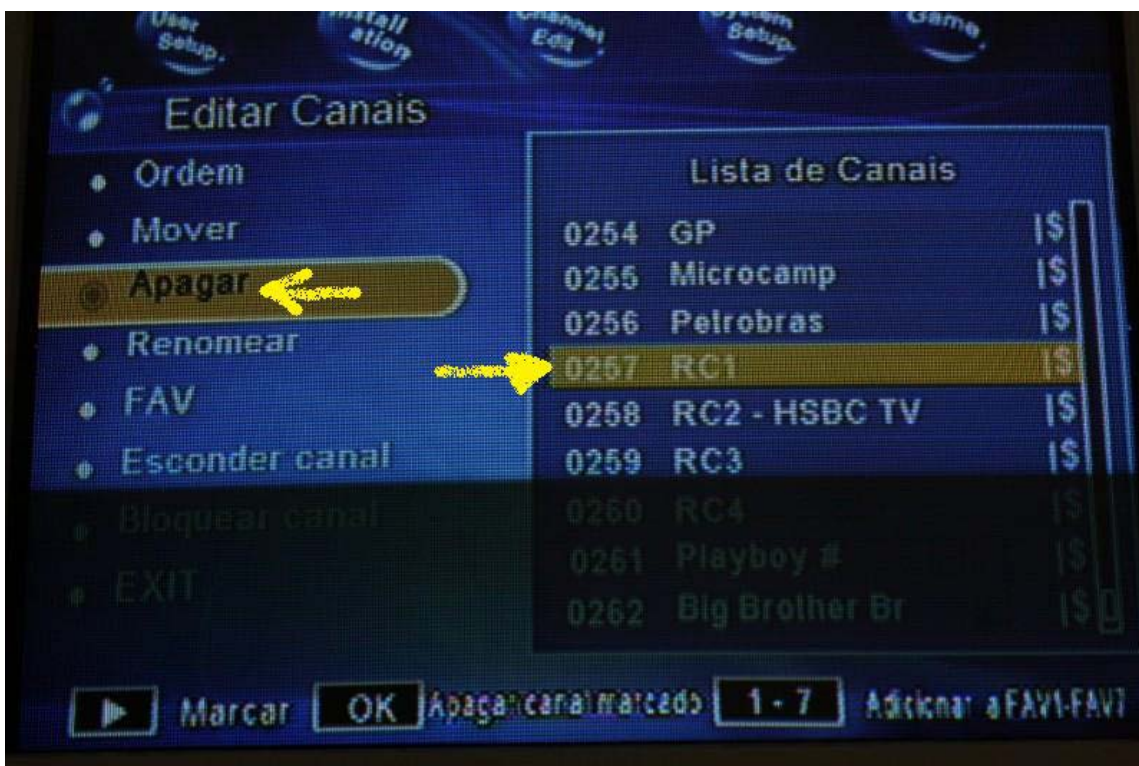 User Setup. Install ation Channel Edit System Setup. Game.
Editar Canais
Lista de Canais
Ordem
Mover
Apagar
Renomear
FAV
Esconder canal
Bloquear canal
EXIT
0254 GP |$
0255 Microcamp |$
0256 Petrobras |$
0257 RC1 |$
0258 RC2 - HSBC TV |$
0259 RC3 |$
0260 RC4 |$
0261 Playboy # |$
0262 Big Brother Br |$
Marcar OK Apagar canal marcado 1 - 7 Adicionar a FAV1-FAV7